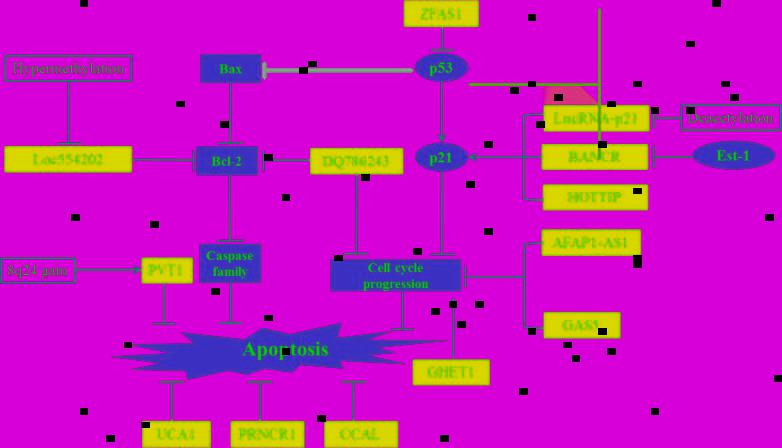 ZFAS1
Hypermethylation
Bax
p53
LncRNA-p21
Deacetylation
Loc554202
Bcl-2
DQ786243
p21
BANCR
Est-1
HOTTIP
AFAP1-AS1
8q24 gain
PVT1
Caspase
family
Cell cycle
progression
GAS5
Apoptosis
GHET1
UCA1
PRNCR1
CCAL